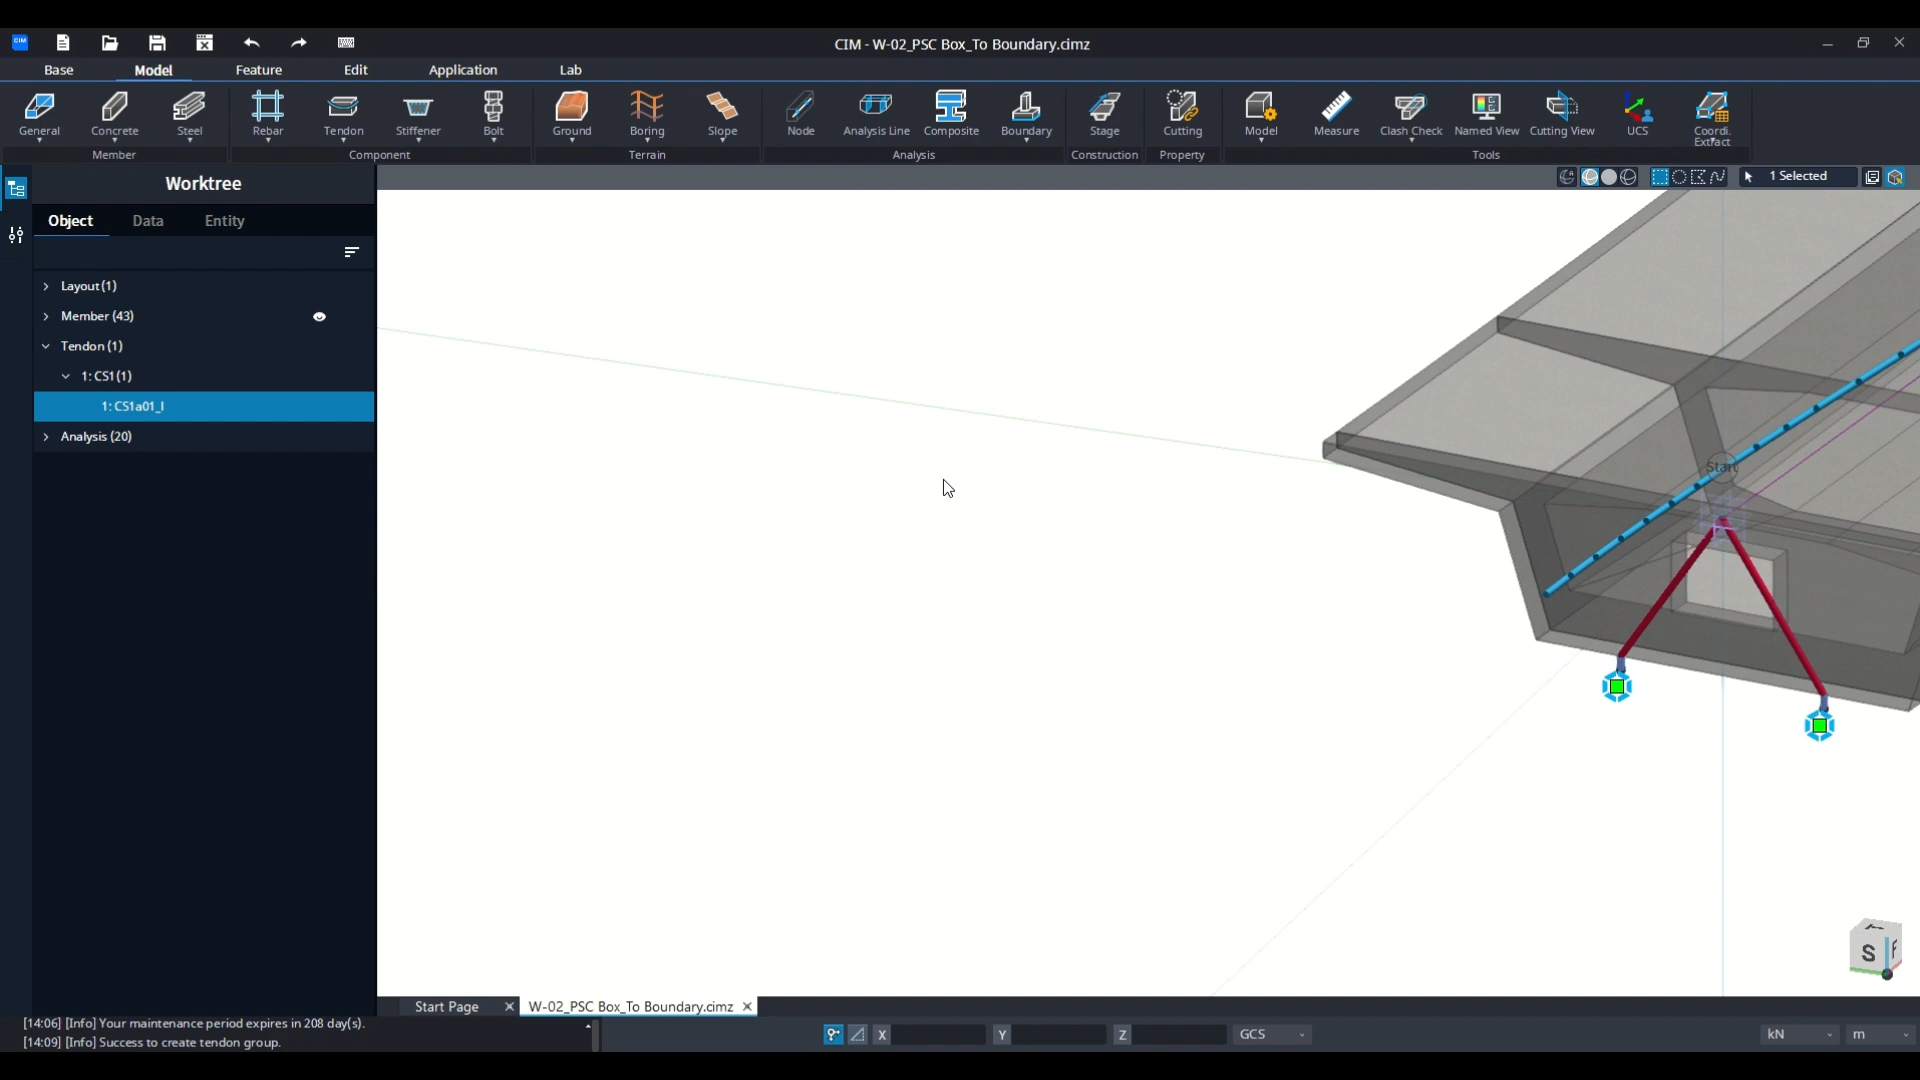 CIM
CIM - W-02_PSC Box_To Boundary.cimz
Base
Model
Feature
Edit
Application
Lab
General
Concrete
Steel
Rebar
Tendon
Stiffener
Bolt
Ground
Boring
Slope
Node
Analysis Line
Composite
Boundary
Stage
Cutting
Model
Measure
Clash Check
Named View
Cutting View
UCS
Coordi.
Extract
Member
Component
Terrain
Analysis
Construction
Property
Tools
Worktree
1 Selected
Object
Data
Entity
Layout(1)
Member (43)
Tendon (1)
1: CS1(1)
1: CS1a01_l
Analysis (20)
Start
S
Start Page
W-02_PSC Box_To Boundary.cimz
[14:06] [Info] Your maintenance period expires in 208 day(s).
[14:09] [Info] Success to create tendon group.
X
Y
Z
GCS
kN
m